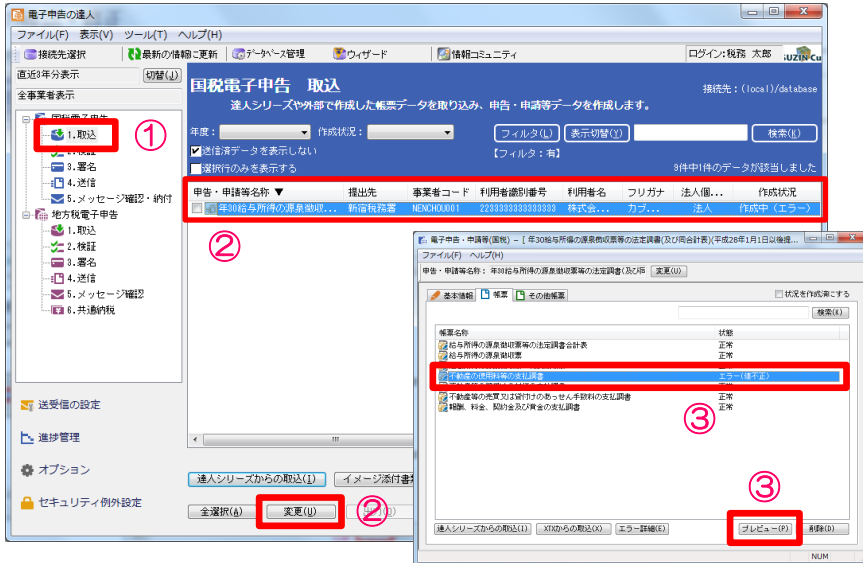 電子申告の達人
ファイル(F) 表示(V) ツール(T) ヘルプ(H)
接続先選択 最新の情報に更新 データベース管理 ウィザード 情報コミュニティ ログイン:税務 太郎
直近3年分表示 切替(J)
全事業者表示
国税電子申告
1.取込
①
3.署名
4.送信
5.メッセージ確認・納付
地方税電子申告
1.取込
2.検証
3.署名
4.送信
5.メッセージ確認
6.共通納税
送受信の設定
進捗管理
オプション
セキュリティ例外設定
国税電子申告 取込 接続先:(local)/database
達人シリーズや外部で作成した帳票データを取り込み、申告・申請等データを作成します。
年度: 作成状況: フィルタ(L) 表示切替(Y) 検索(K)
送信済データを表示しない 【フィルタ:有】
選択行のみを表示する 3件中1件のデータが該当しました
申告・申請等名称 ▼ 提出先 事業者コード 利用者識別番号 利用者名 フリガナ 法人個... 作成状況
年30給与所得の源泉徴収... 新宿税務署 NENCHOU001 2233333333333333 株式会... カブ... 法人 作成中(エラー)
②
達人シリーズからの取込(I) イメージ添付書
全選択(A) 変更(U) ②
電子申告・申請等(国税) - [ 年30給与所得の源泉徴収票等の法定調書(及び同合計表)(平成28年1月1日以後提...
ファイル(F) ヘルプ(H)
申告・申請等名称: 年30給与所得の源泉徴収票等の法定調書(及び同 変更(U)
基本情報 帳票 その他帳票 状況を作成済にする
検索(K)
帳票名称 状態
給与所得の源泉徴収票等の法定調書合計表 正常
給与所得の源泉徴収票 正常
不動産の使用料等の支払調書 エラー(値不正)
不動産等の売買又は貸付けのあっせん手数料の支払調書 正常
報酬、料金、契約金及び賞金の支払調書 正常
③
③
達人シリーズからの取込(I) XTXからの取込(X) エラー詳細(E) プレビュー(P) 削除(D)
NUM